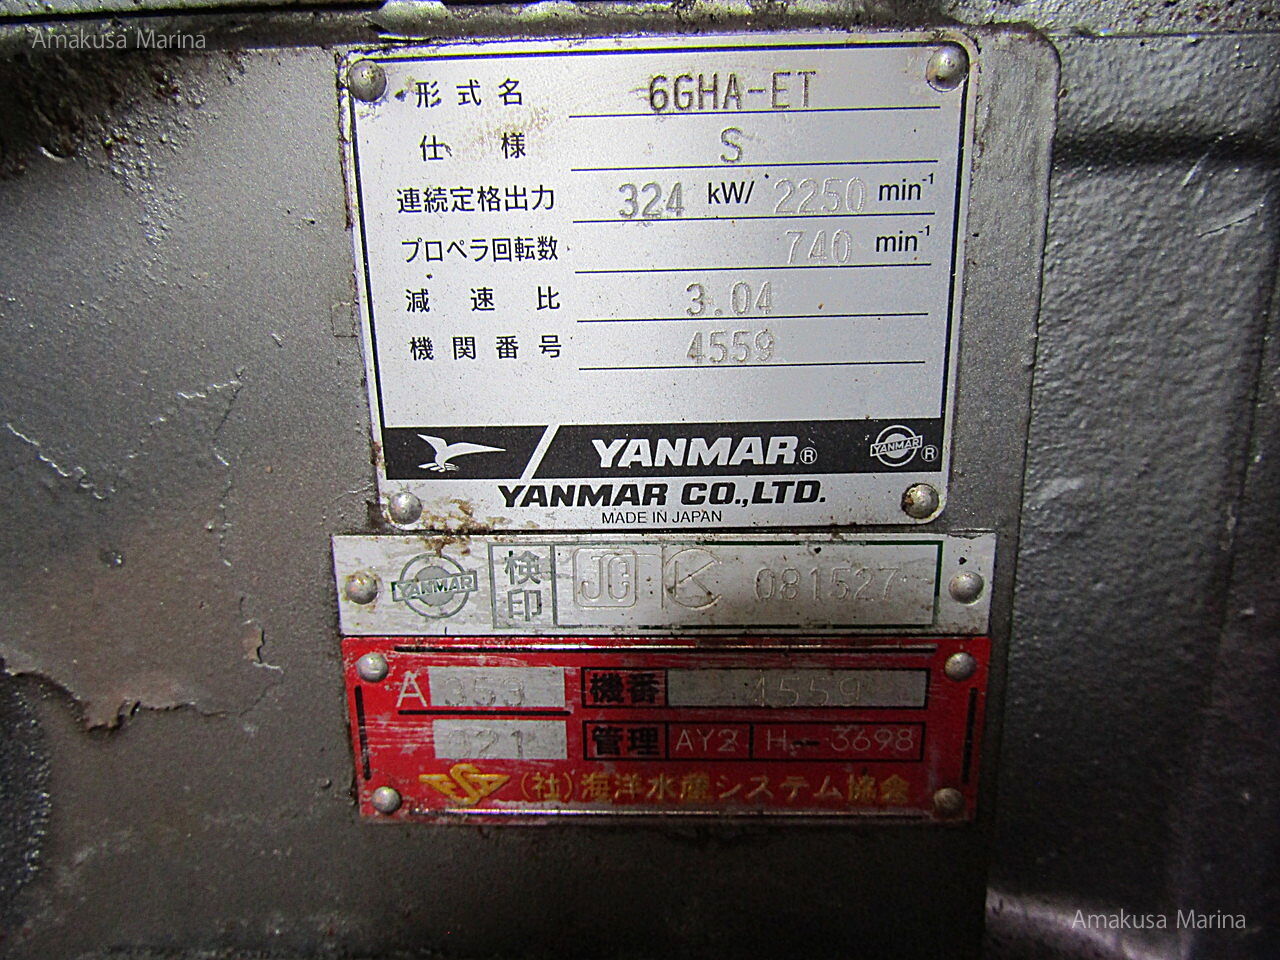 Amakusa Marina
形式名 6GHA-ET
仕様 S
連続定格出力 324 kW/ 2250 min-1
プロペラ回転数 740 min-1
減速比 3.04
機関番号 4559
YANMAR® YANMAR®
YANMAR CO.,LTD.
MADE IN JAPAN
YANMAR 検印 JG K 081527
A 353 機番 4559
021 管理 AY2 H - 3698
(社)海洋水産システム協会
Amakusa Marina